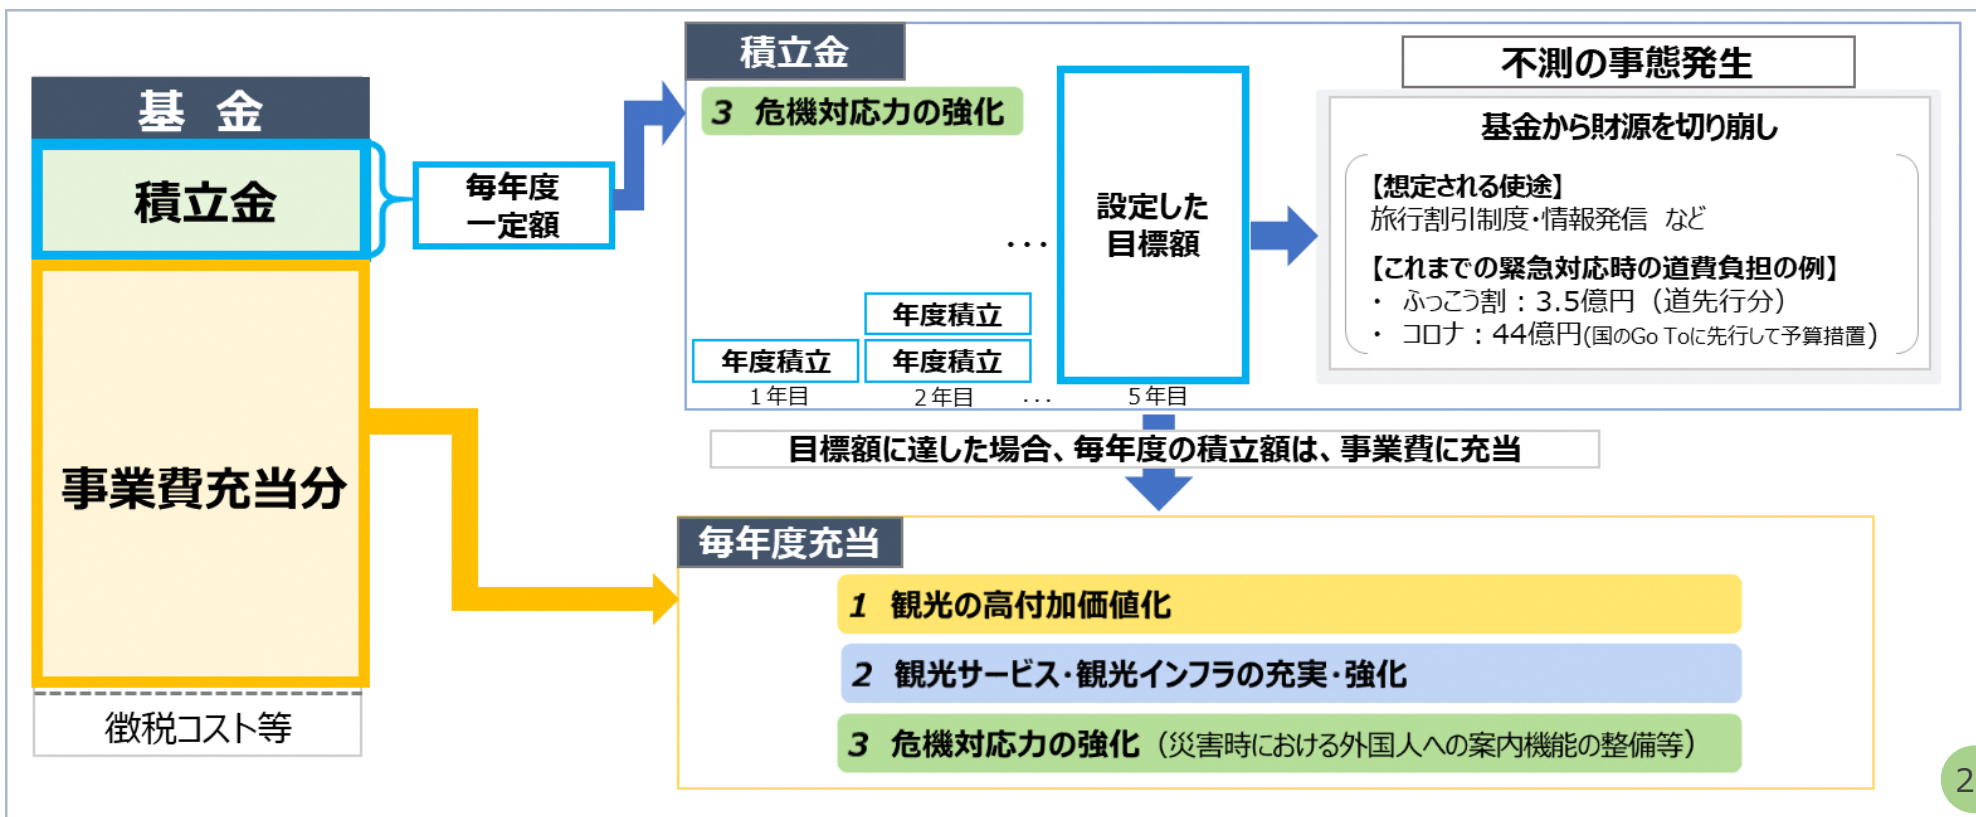 基 金
積立金
毎年度
一定額
事業費充当分
徴税コスト等
積立金
3 危機対応力の強化
年度積立
1年目
年度積立
年度積立
2年目
・・・
・・・
設定した
目標額
5年目
不測の事態発生
基金から財源を切り崩し
【想定される使途】
旅行割引制度・情報発信 など
【これまでの緊急対応時の道費負担の例】
・ ふっこう割：3.5億円（道先行分）
・ コロナ：44億円(国のGo Toに先行して予算措置)
目標額に達した場合、毎年度の積立額は、事業費に充当
毎年度充当
1 観光の高付加価値化
2 観光サービス・観光インフラの充実・強化
3 危機対応力の強化（災害時における外国人への案内機能の整備等）
2